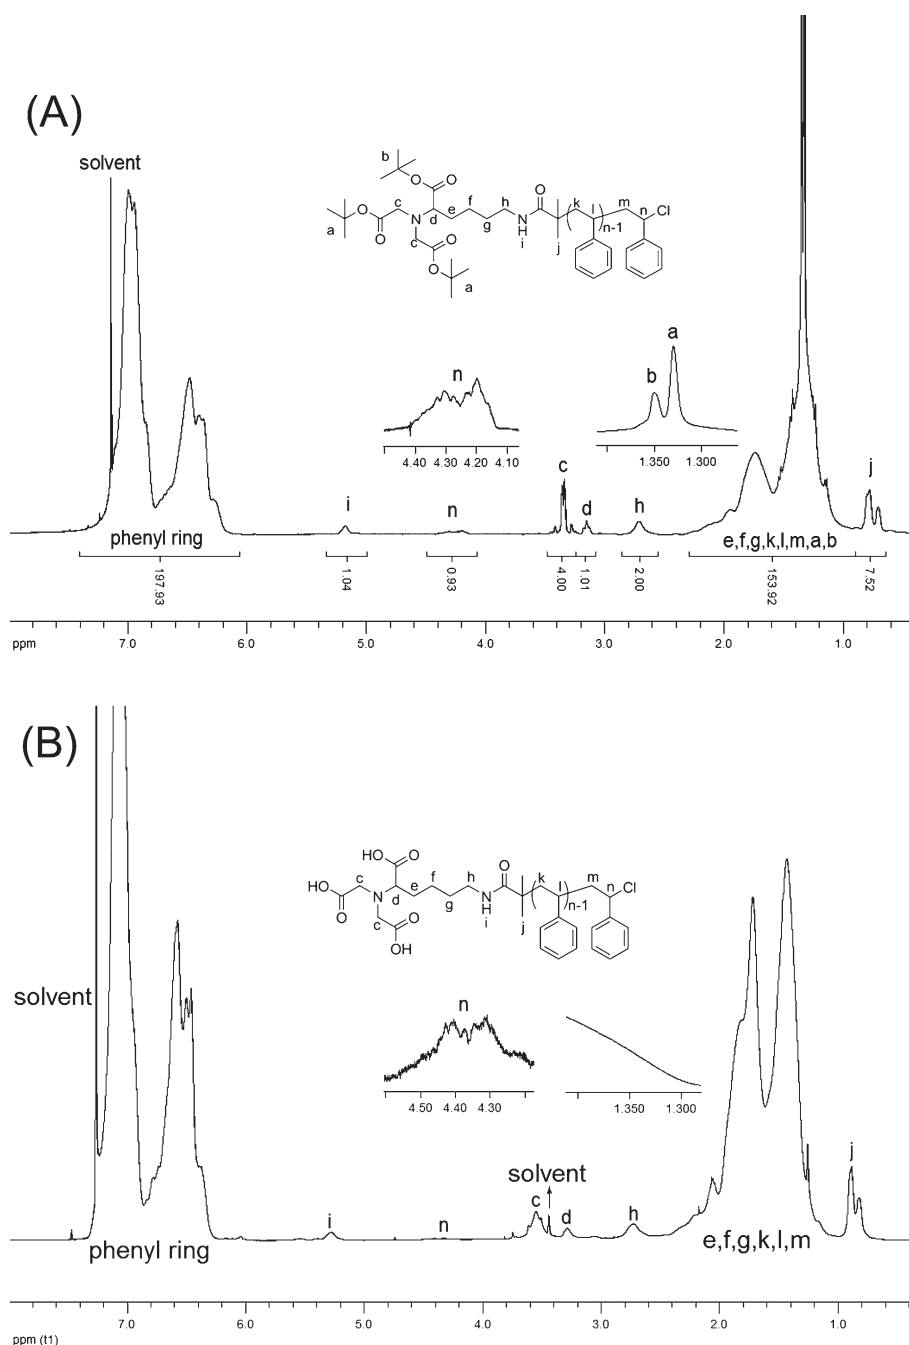 (A)
solvent
b
O
O
c
e
f
h
O
k
l
m
Cl
O
N
d
g
N
H
n-1
n
a
O
i
j
c
O
O
a
n
b
a
4.40 4.30 4.20 4.10
1.350 1.300
i
n
c
d
h
j
phenyl ring
e,f,g,k,l,m,a,b
197.93
1.04
0.93
4.00
1.01
2.00
153.92
7.52
ppm 7.0 6.0 5.0 4.0 3.0 2.0 1.0
(B)
HO
O
c
e
f
h
O
k
l
m
Cl
HO
N
d
g
N
H
n-1
n
O
i
j
c
O
OH
n
4.50 4.40 4.30
1.350 1.300
solvent
solvent
i
n
c
d
h
j
phenyl ring
e,f,g,k,l,m
7.0 6.0 5.0 4.0 3.0 2.0 1.0
ppm (t1)